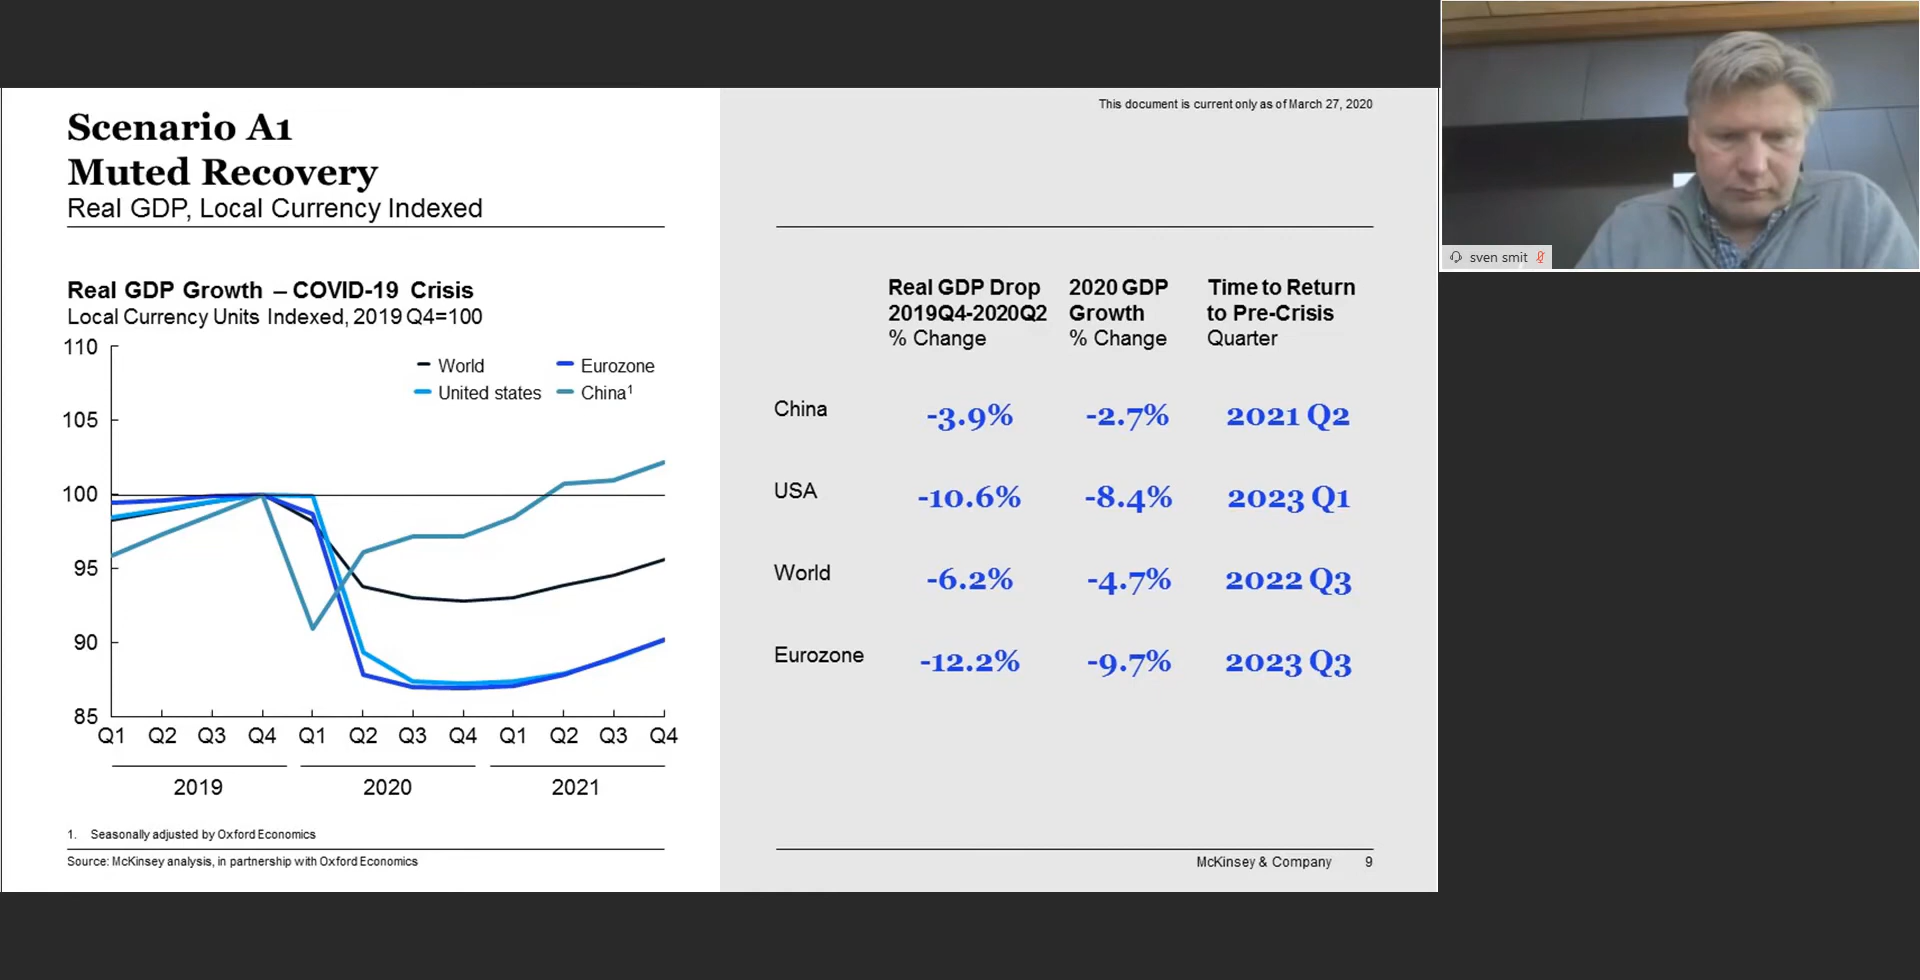 This document is current only as of March 27, 2020
Scenario A1
Muted Recovery
Real GDP, Local Currency Indexed
Real GDP Growth – COVID-19 Crisis
Local Currency Units Indexed, 2019 Q4=100
110
105
100
95
90
85
World
Eurozone
United states
China1
Q1 Q2 Q3 Q4 Q1 Q2 Q3 Q4 Q1 Q2 Q3 Q4
2019 2020 2021
1. Seasonally adjusted by Oxford Economics
Source: McKinsey analysis, in partnership with Oxford Economics
Real GDP Drop
2019Q4-2020Q2
% Change
2020 GDP
Growth
% Change
Time to Return
to Pre-Crisis
Quarter
China -3.9% -2.7% 2021 Q2
USA -10.6% -8.4% 2023 Q1
World -6.2% -4.7% 2022 Q3
Eurozone -12.2% -9.7% 2023 Q3
McKinsey & Company 9
sven smit